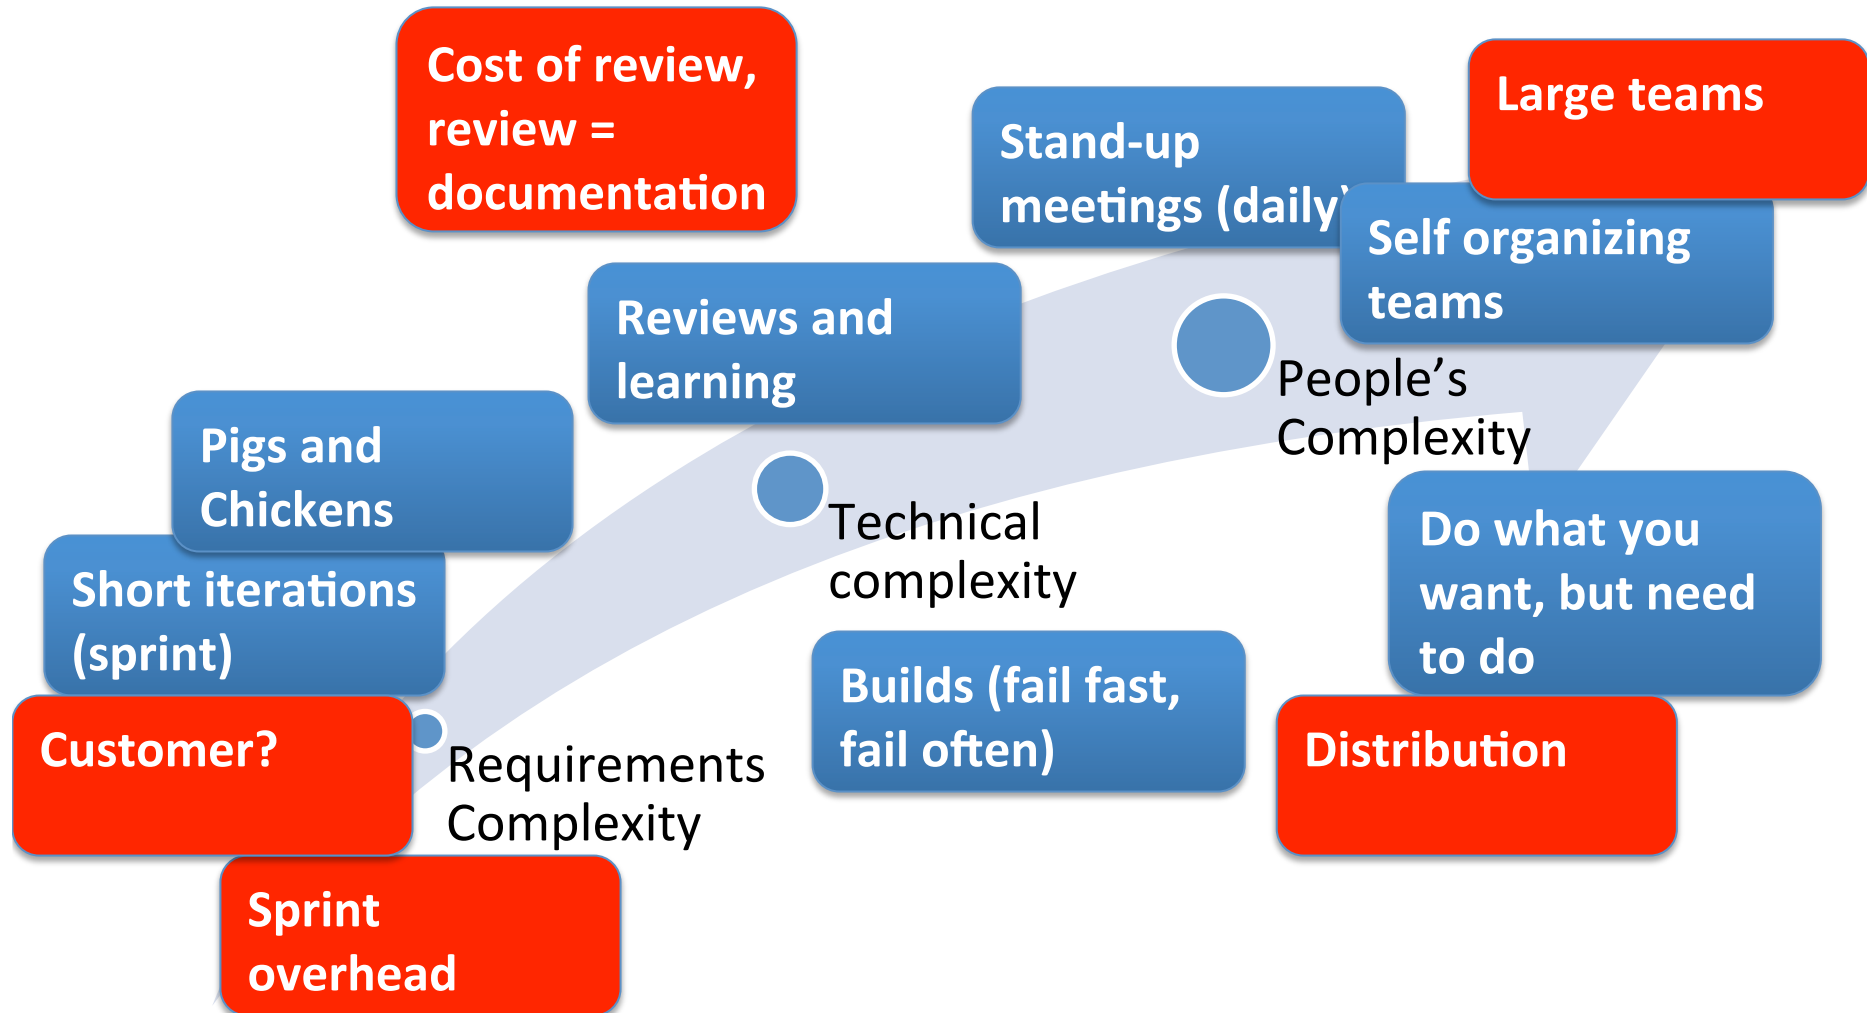 Cost of review,
review =
documentation
Large teams
Stand-up
meetings (daily)
Self organizing
teams
Reviews and
learning
People’s
Complexity
Pigs and
Chickens
Technical
complexity
Do what you
want, but need
to do
Short iterations
(sprint)
Builds (fail fast,
fail often)
Customer?
Requirements
Complexity
Distribution
Sprint
overhead